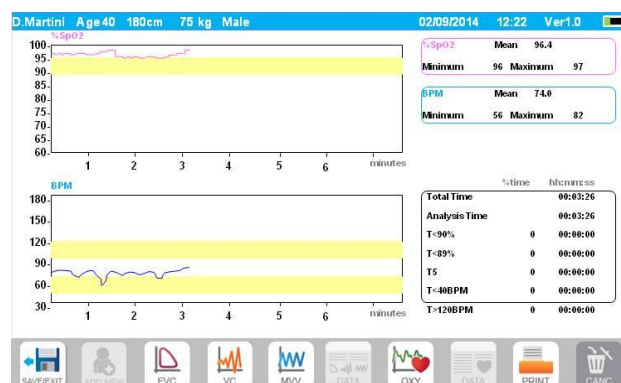 D.Martini Age40 180cm 75 kg Male 02/09/2014 12:22 Ver1.0
%SpO2
100
95
90
85
80
75
70
65
60
1 2 3 4 5 6 minutes
%SpO2 Mean 96.4
Minimum 96 Maximum 97
BPM Mean 74.0
Minimum 56 Maximum 82
BPM
180
150
120
90
60
30
1 2 3 4 5 6 minutes
%time hh:mm:ss
Total Time 00:03:26
Analysis Time 00:03:26
T<90% 0 00:00:00
T<89% 0 00:00:00
T5 0 00:00:00
T<40BPM 0 00:00:00
T>120BPM 0 00:00:00
SAVE/EXIT ADD NEW FVC VC MVV DATA OXY DATA PRINT CANC